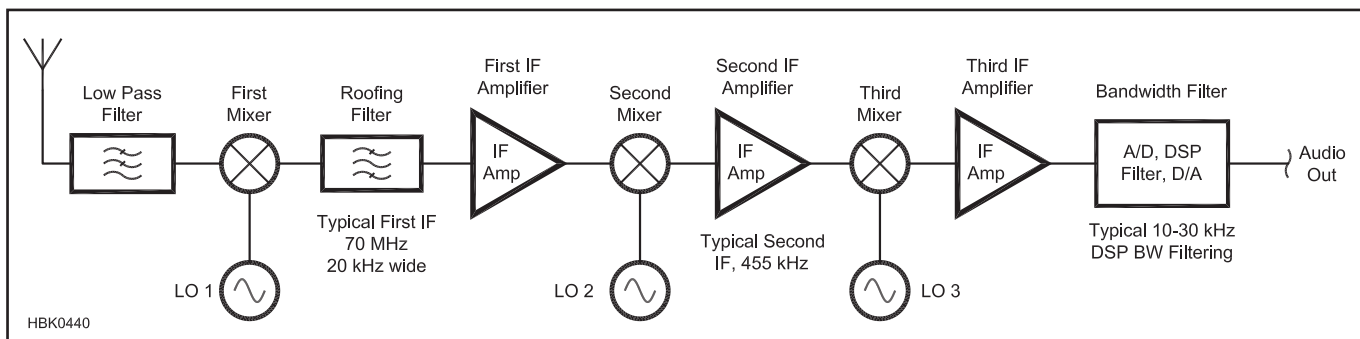 Low Pass
Filter
First
Mixer
LO 1
Roofing
Filter
Typical First IF
70 MHz
20 kHz wide
First IF
Amplifier
IF
Amp
Second
Mixer
LO 2
Second IF
Amplifier
IF
Amp
Typical Second
IF, 455 kHz
Third
Mixer
LO 3
Third IF
Amplifier
IF
Amp
Bandwidth Filter
A/D, DSP
Filter, D/A
Typical 10-30 kHz
DSP BW Filtering
Audio
Out
HBK0440